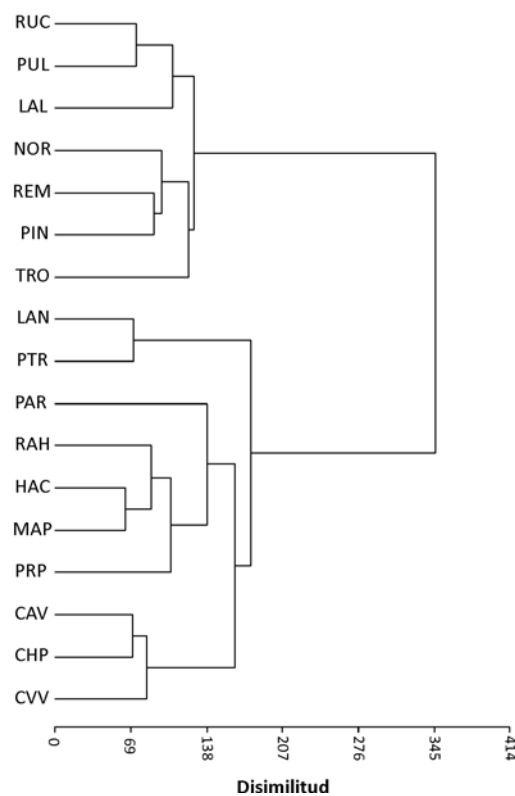 RUC
PUL
LAL
NOR
REM
PIN
TRO
LAN
PTR
PAR
RAH
HAC
MAP
PRP
CAV
CHP
CVV
0 69 138 207 276 345 414
Disimilitud